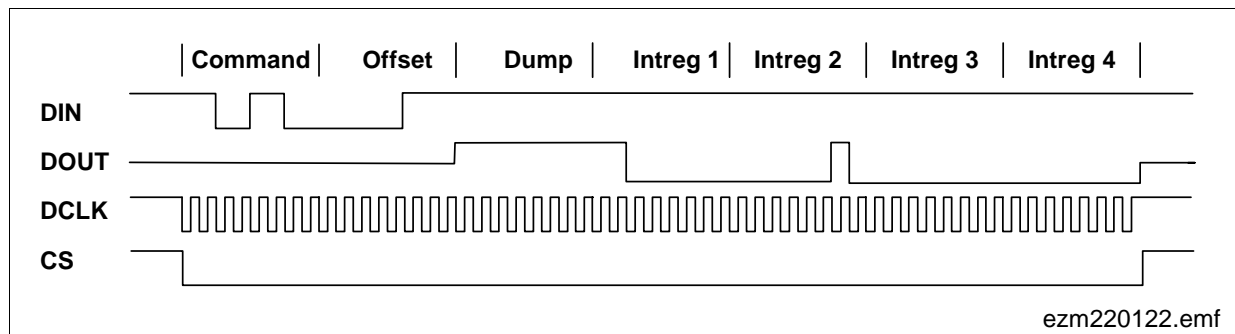 Command Offset Dump Intreg 1 Intreg 2 Intreg 3 Intreg 4
DIN
DOUT
DCLK
CS
ezm220122.emf